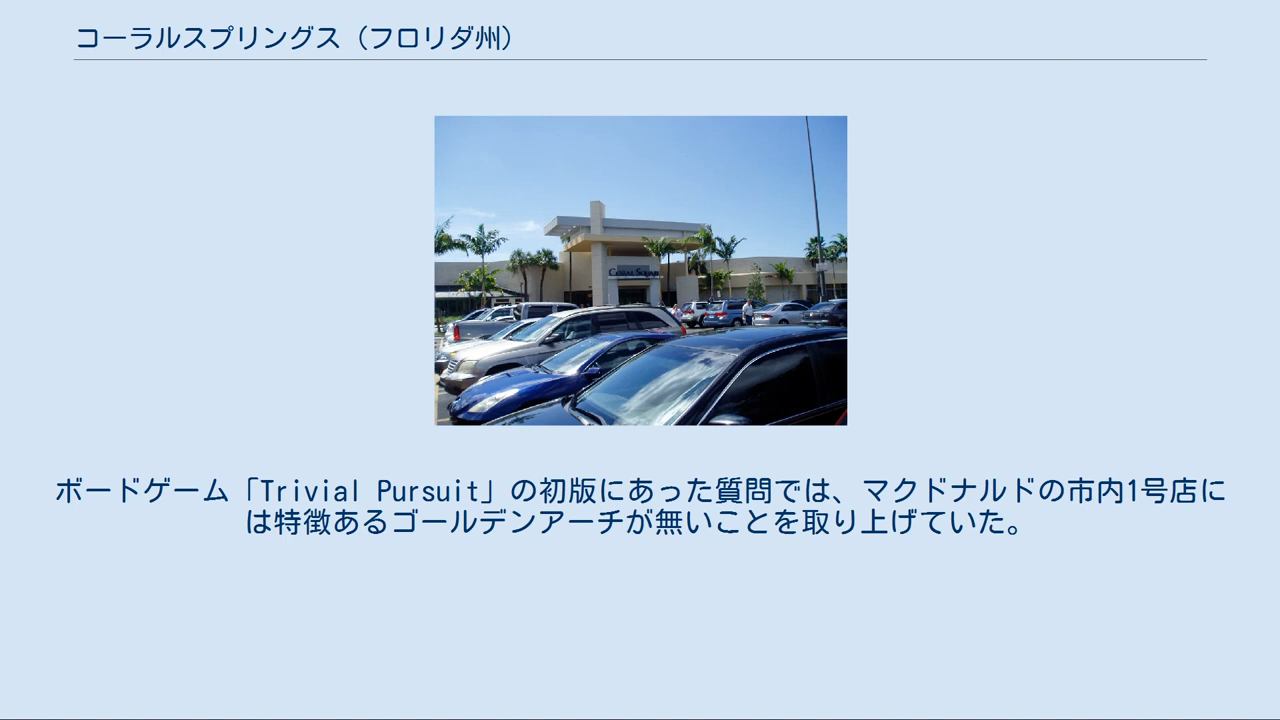 コーラルスプリングス（フロリダ州）
CORAL SQUARE
ボードゲーム「Trivial Pursuit」の初版にあった質問では、マクドナルドの市内1号店に
は特徴あるゴールデンアーチが無いことを取り上げていた。